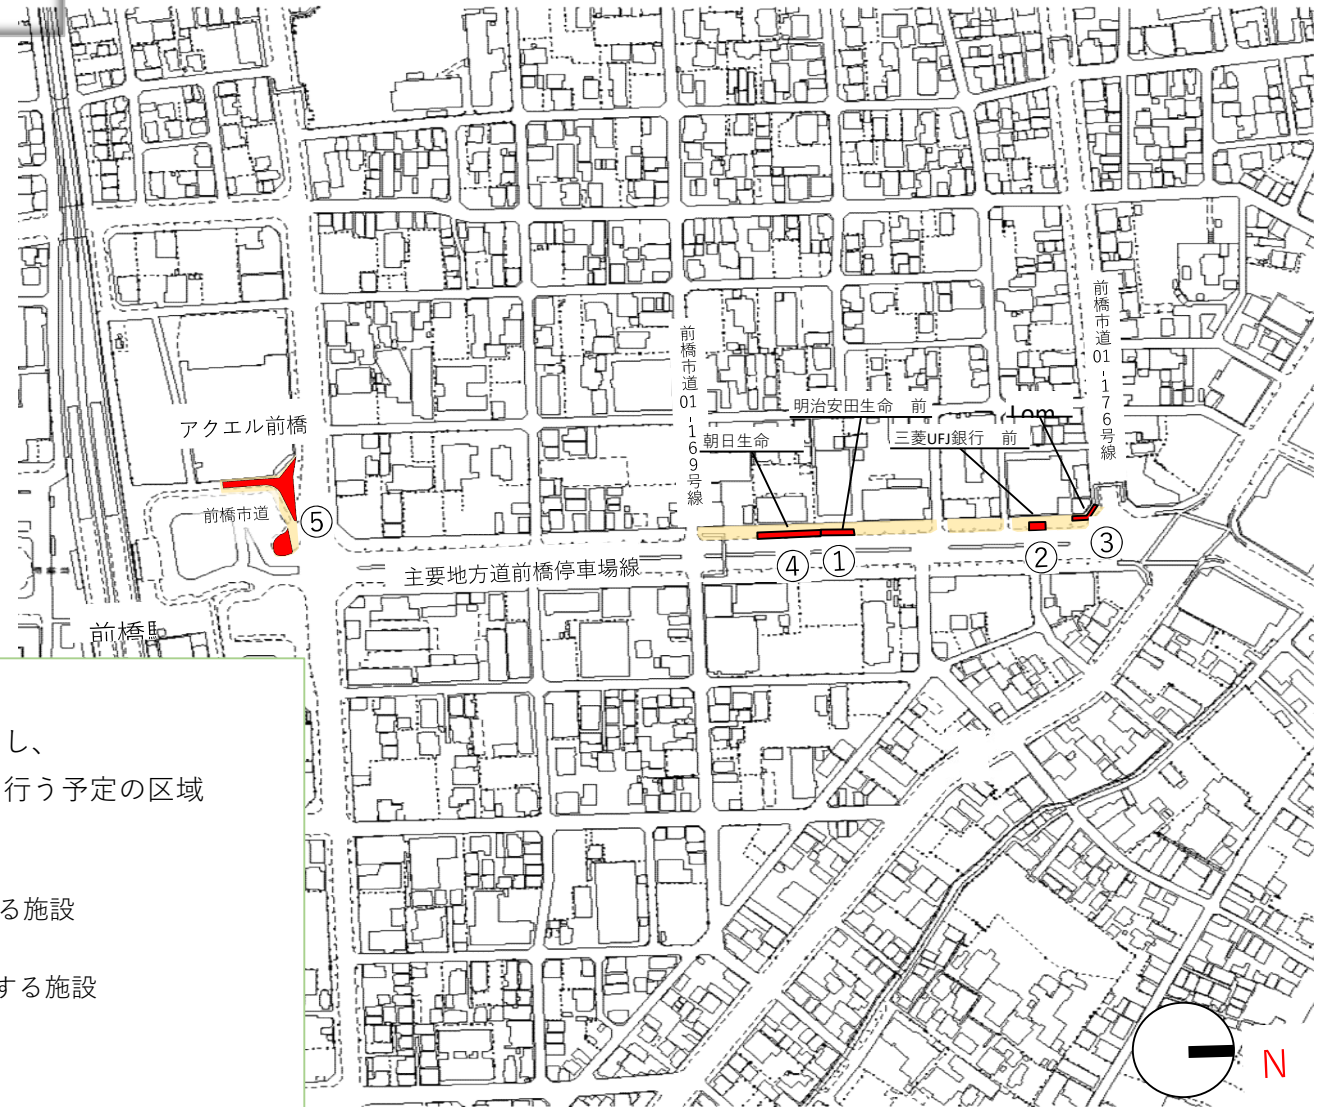 前橋市道01-176号線
前橋市道01-169号線
明治安田生命　前
Lom
朝日生命
三菱UFJ銀行　前
アクエル前橋
前橋市道
⑤
④
①
②
③
主要地方道前橋停車場線
前橋駅
し、
行う予定の区域
る施設
する施設
N